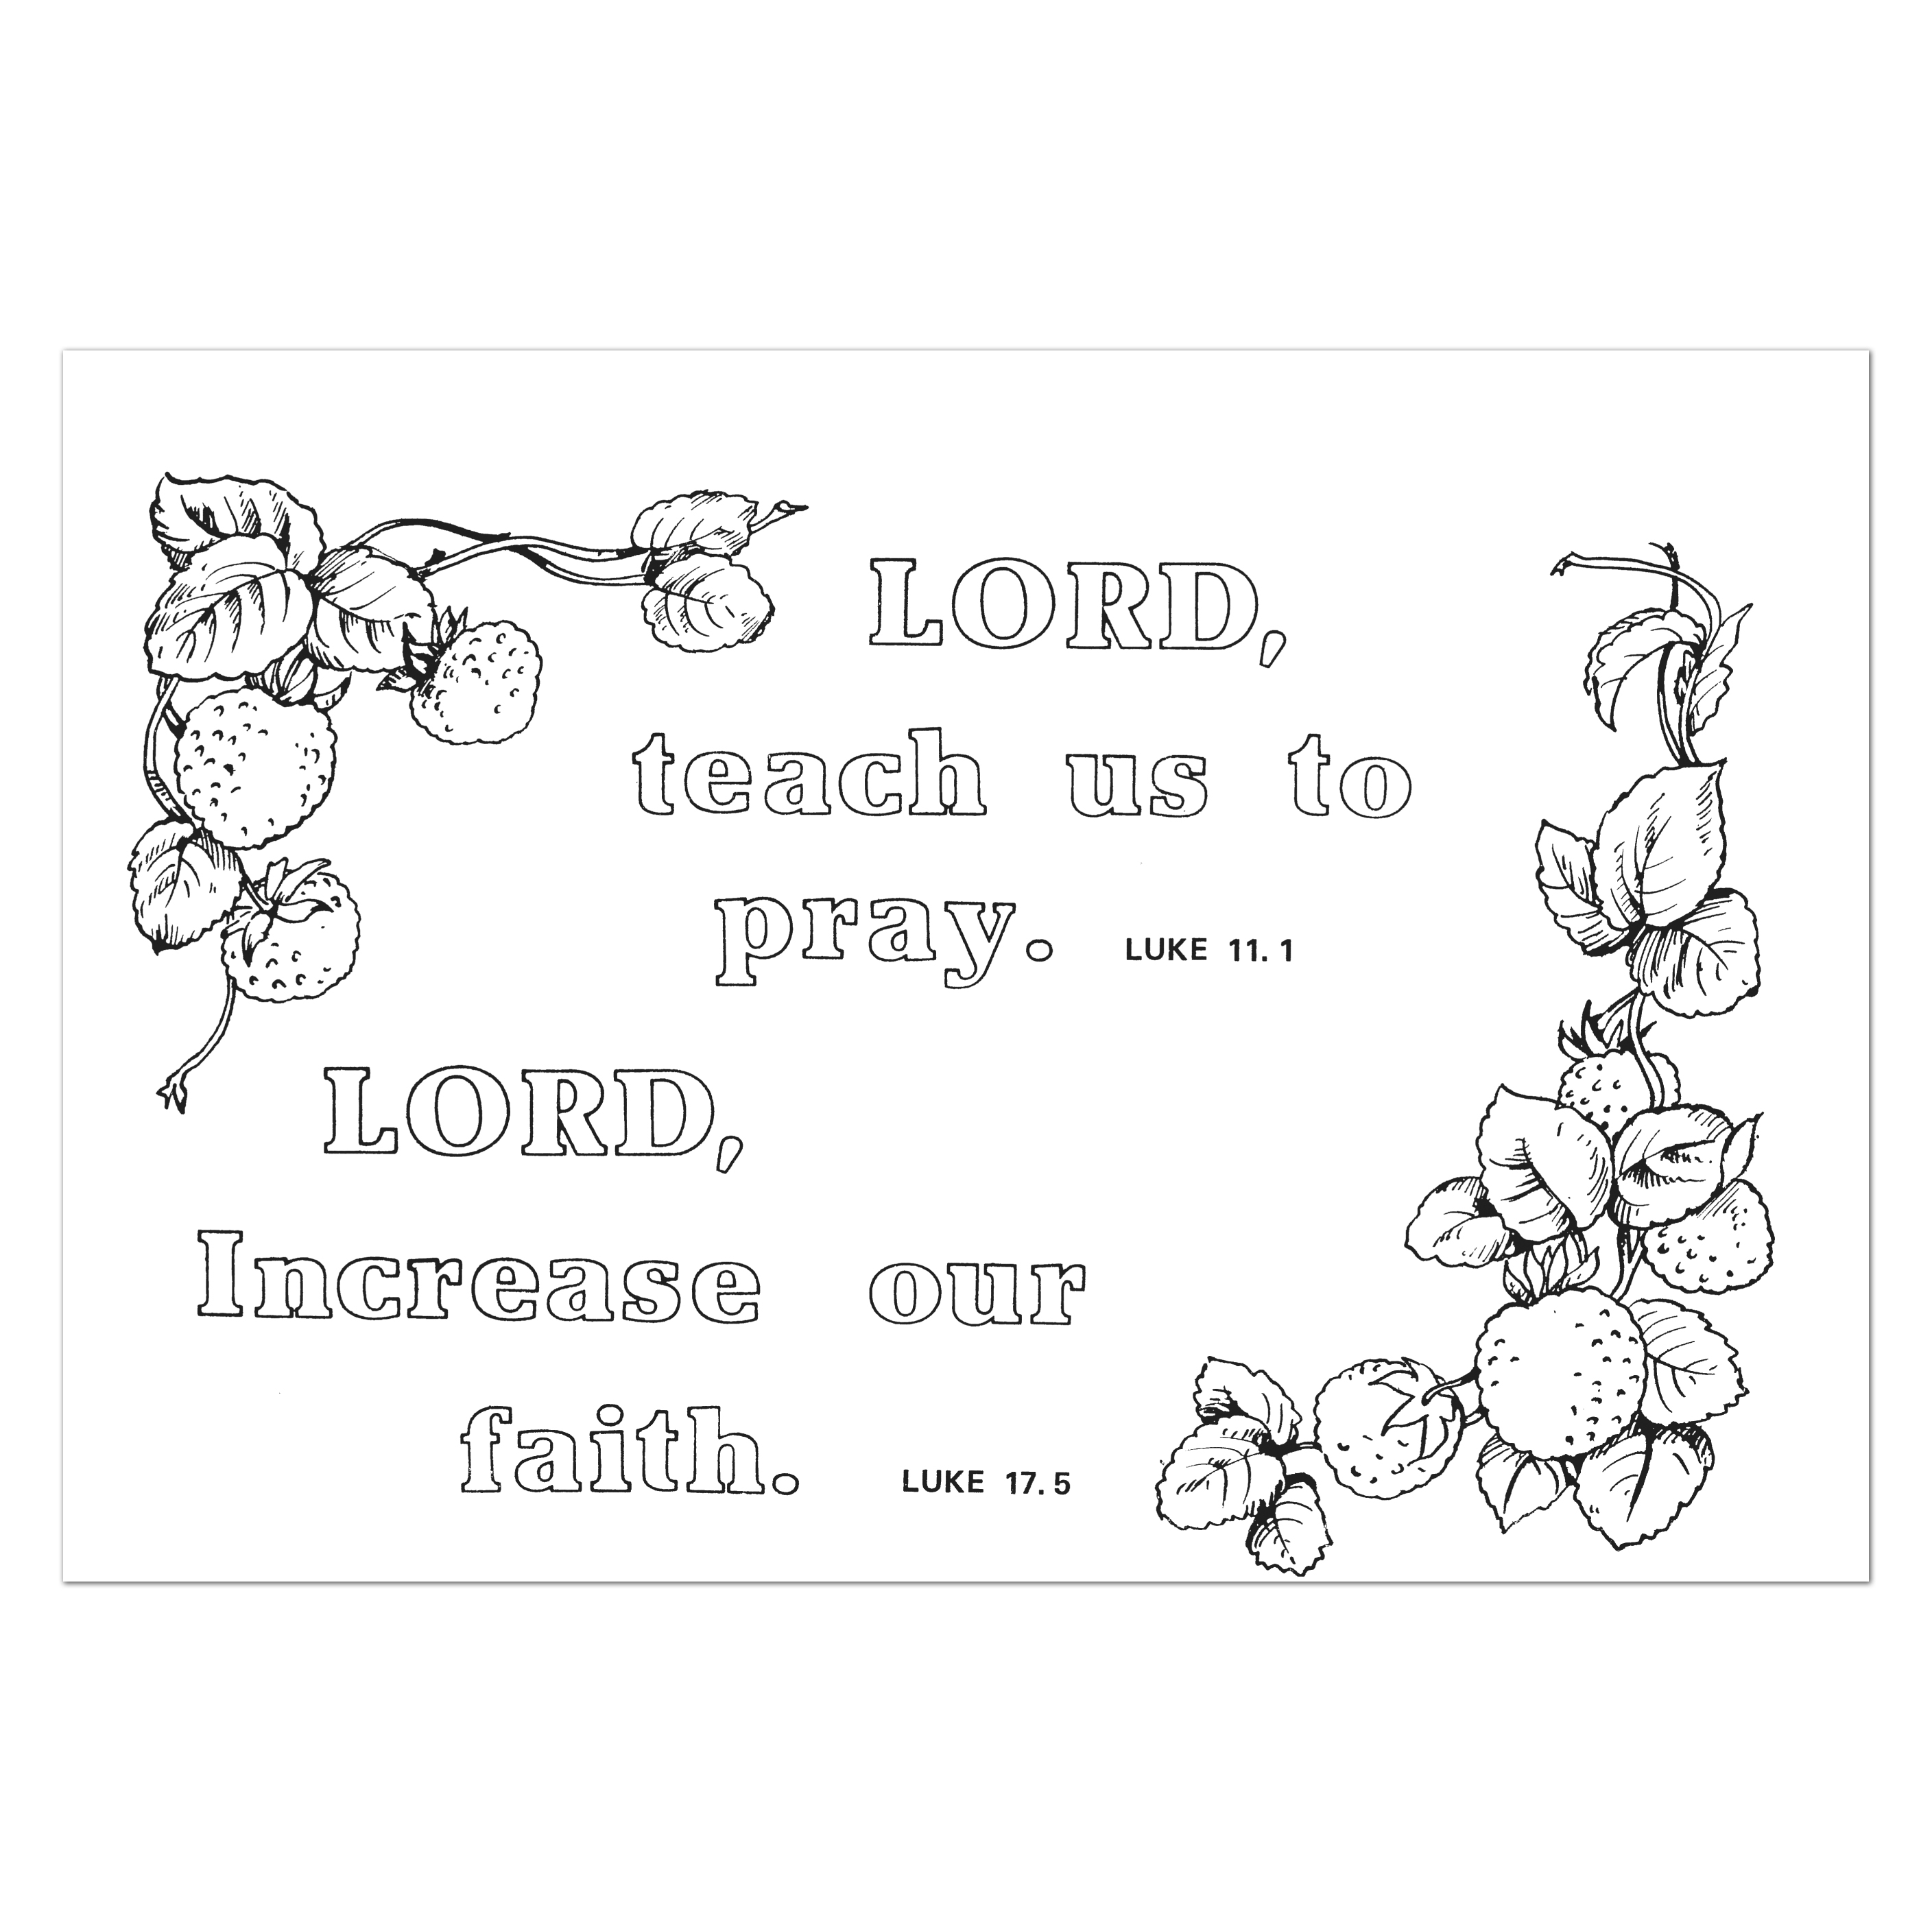 LORD,
teach us to
pray. LUKE 11. 1
LORD,
Increase our
faith. LUKE 17. 5